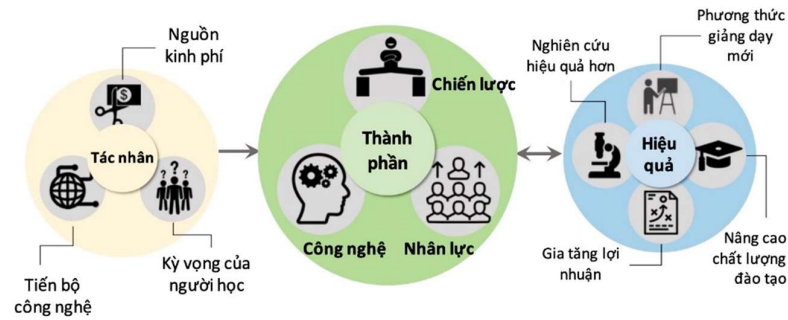 Nguồn
kinh phí
Tác nhân
Tiến bộ
công nghệ
Kỳ vọng của
người học
$
? ? ?
Chiến lược
Thành
phần
Công nghệ
Nhân lực
Phương thức
giảng dạy
mới
Nghiên cứu
hiệu quả hơn
Hiệu
quả
Gia tăng lợi
nhuận
Nâng cao
chất lượng
đào tạo